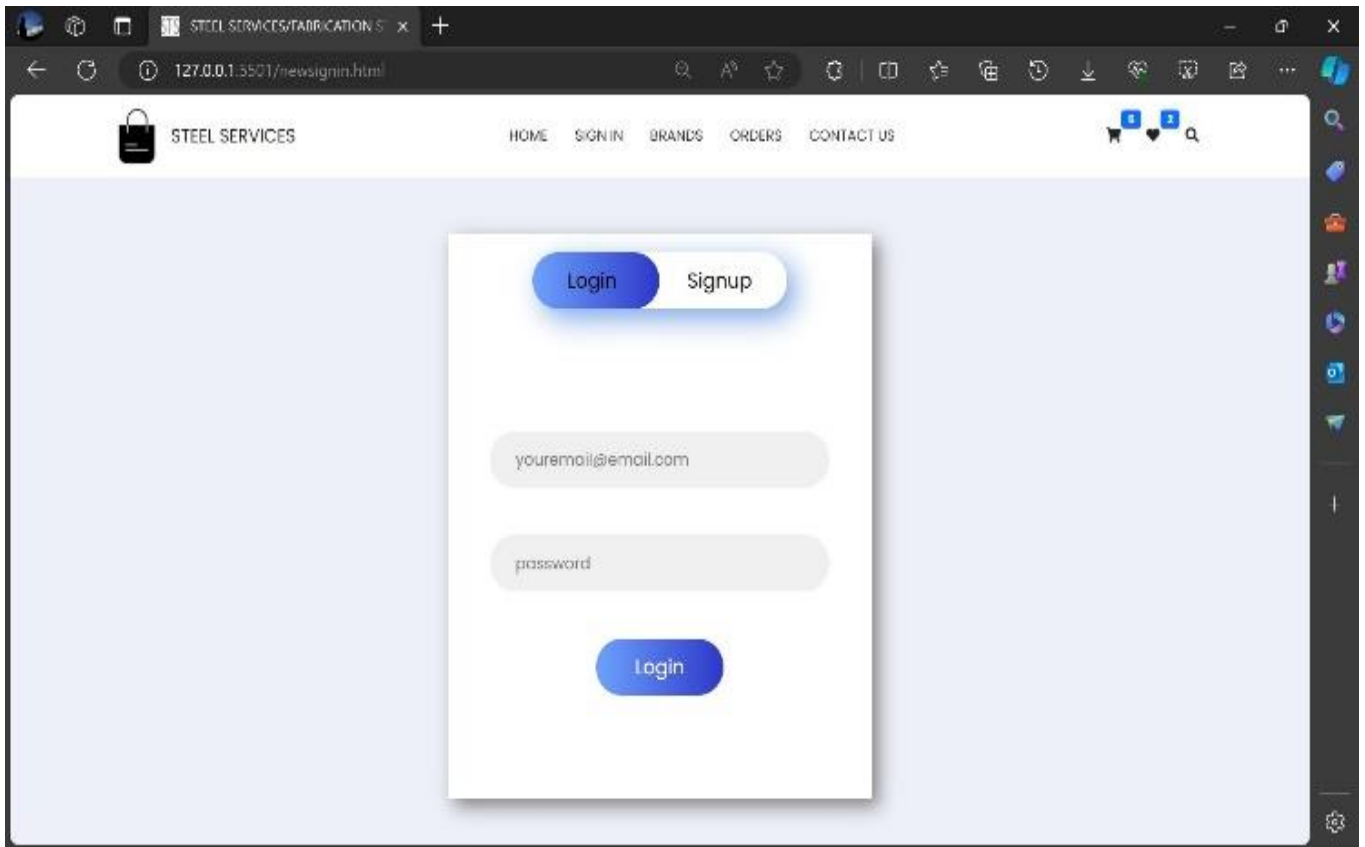 STEEL SERVICES/FABRICATION S
127.0.0.1:5501/newsignin.html
STEEL SERVICES HOME SIGN IN BRANDS ORDERS CONTACT US
Login Signup
youremail@email.com
password
Login